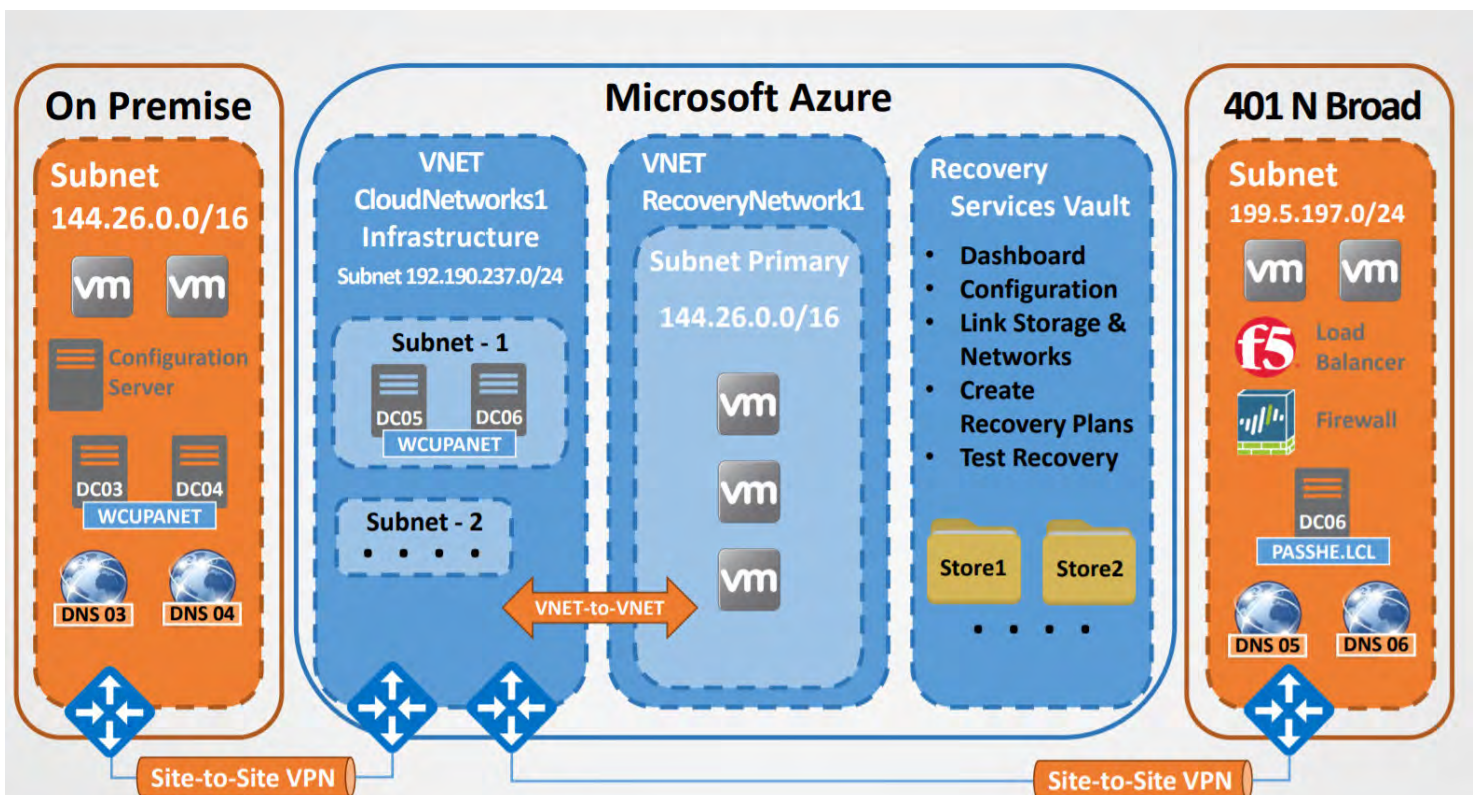 On Premise
Subnet
144.26.0.0/16
vm
vm
Configuration
Server
DC03
DC04
WCUPANET
DNS 03
DNS 04
Microsoft Azure
VNET
CloudNetworks1
Infrastructure
Subnet 192.190.237.0/24
Subnet - 1
DC05
DC06
WCUPANET
Subnet - 2
. . . .
VNET-to-VNET
VNET
RecoveryNetwork1
Subnet Primary
144.26.0.0/16
vm
vm
vm
Recovery
Services Vault
• Dashboard
• Configuration
• Link Storage &
Networks
• Create
Recovery Plans
• Test Recovery
Store1
Store2
. . . .
401 N Broad
Subnet
199.5.197.0/24
vm
vm
f5
Load
Balancer
Firewall
DC06
PASSHE.LCL
DNS 05
DNS 06
Site-to-Site VPN
Site-to-Site VPN